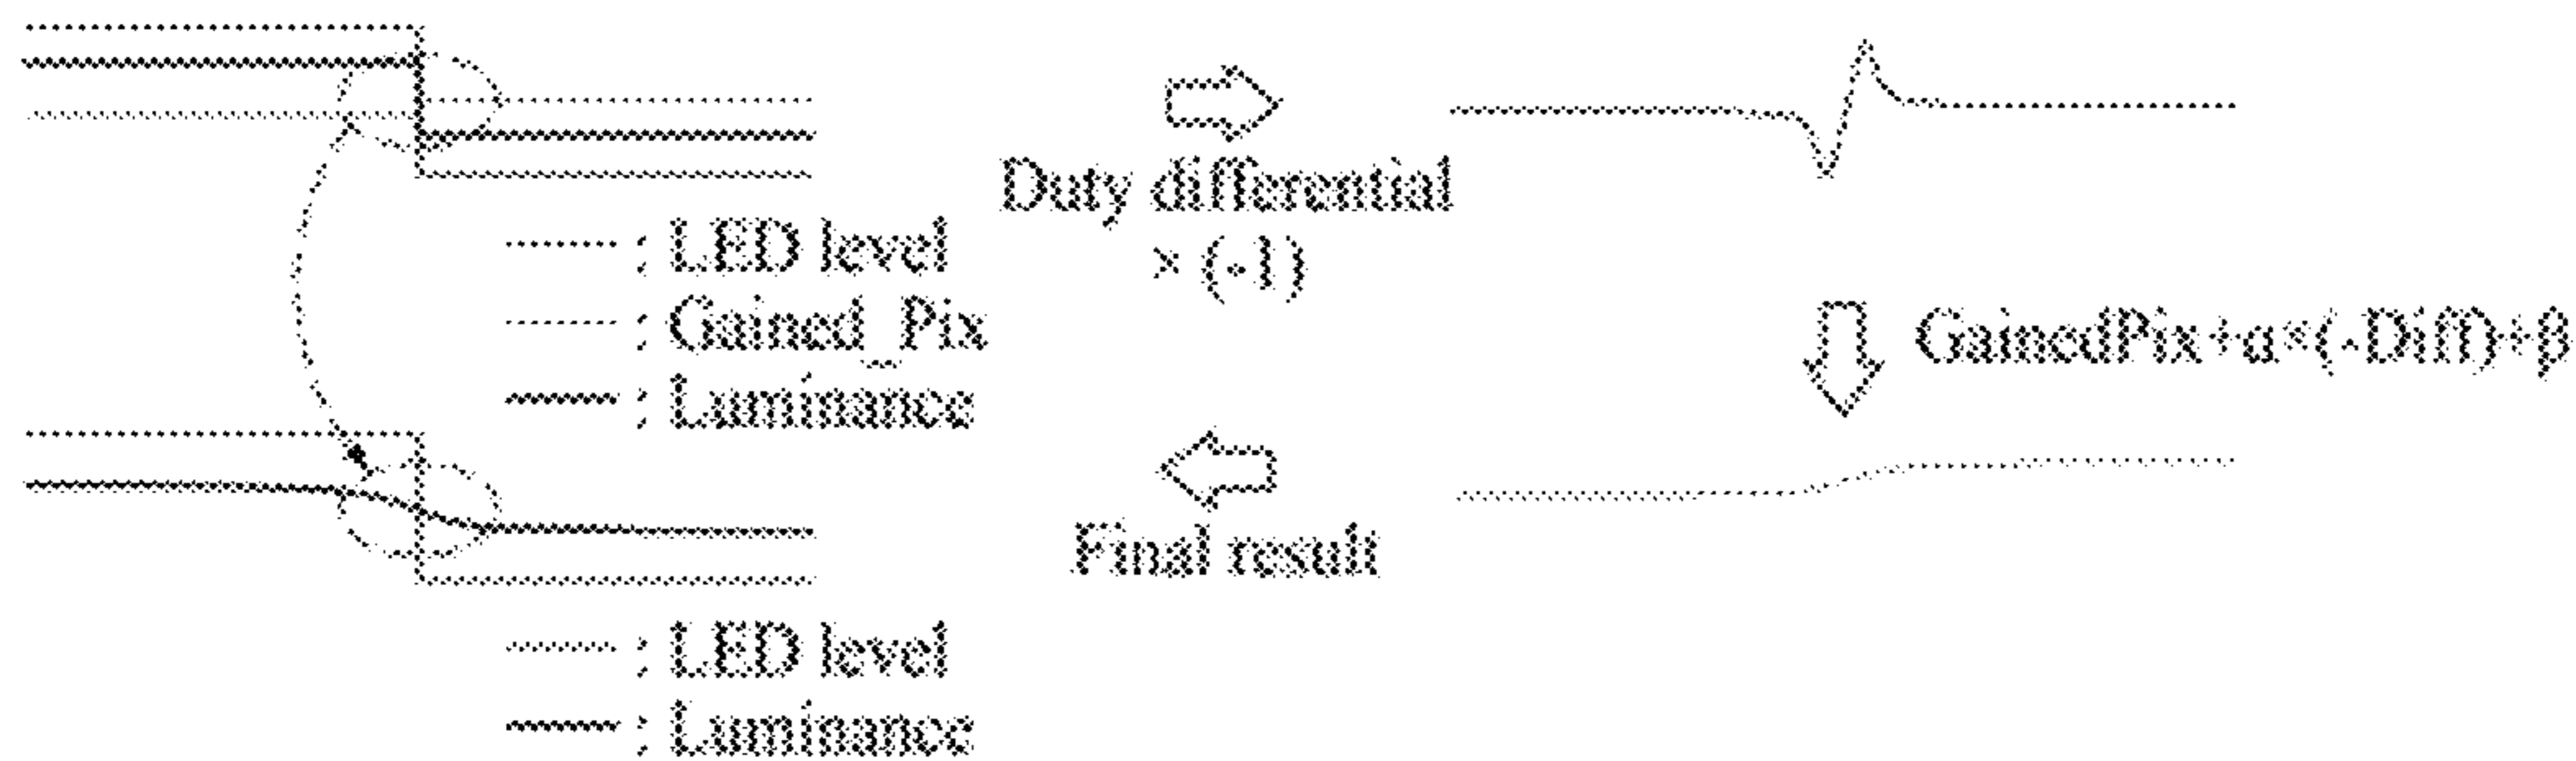 Duty differential
× (-1)
: LED level
: Gained_Pix
: Luminance
GainedPix+α*(-Diff)+β
Final result
: LED level
: Luminance